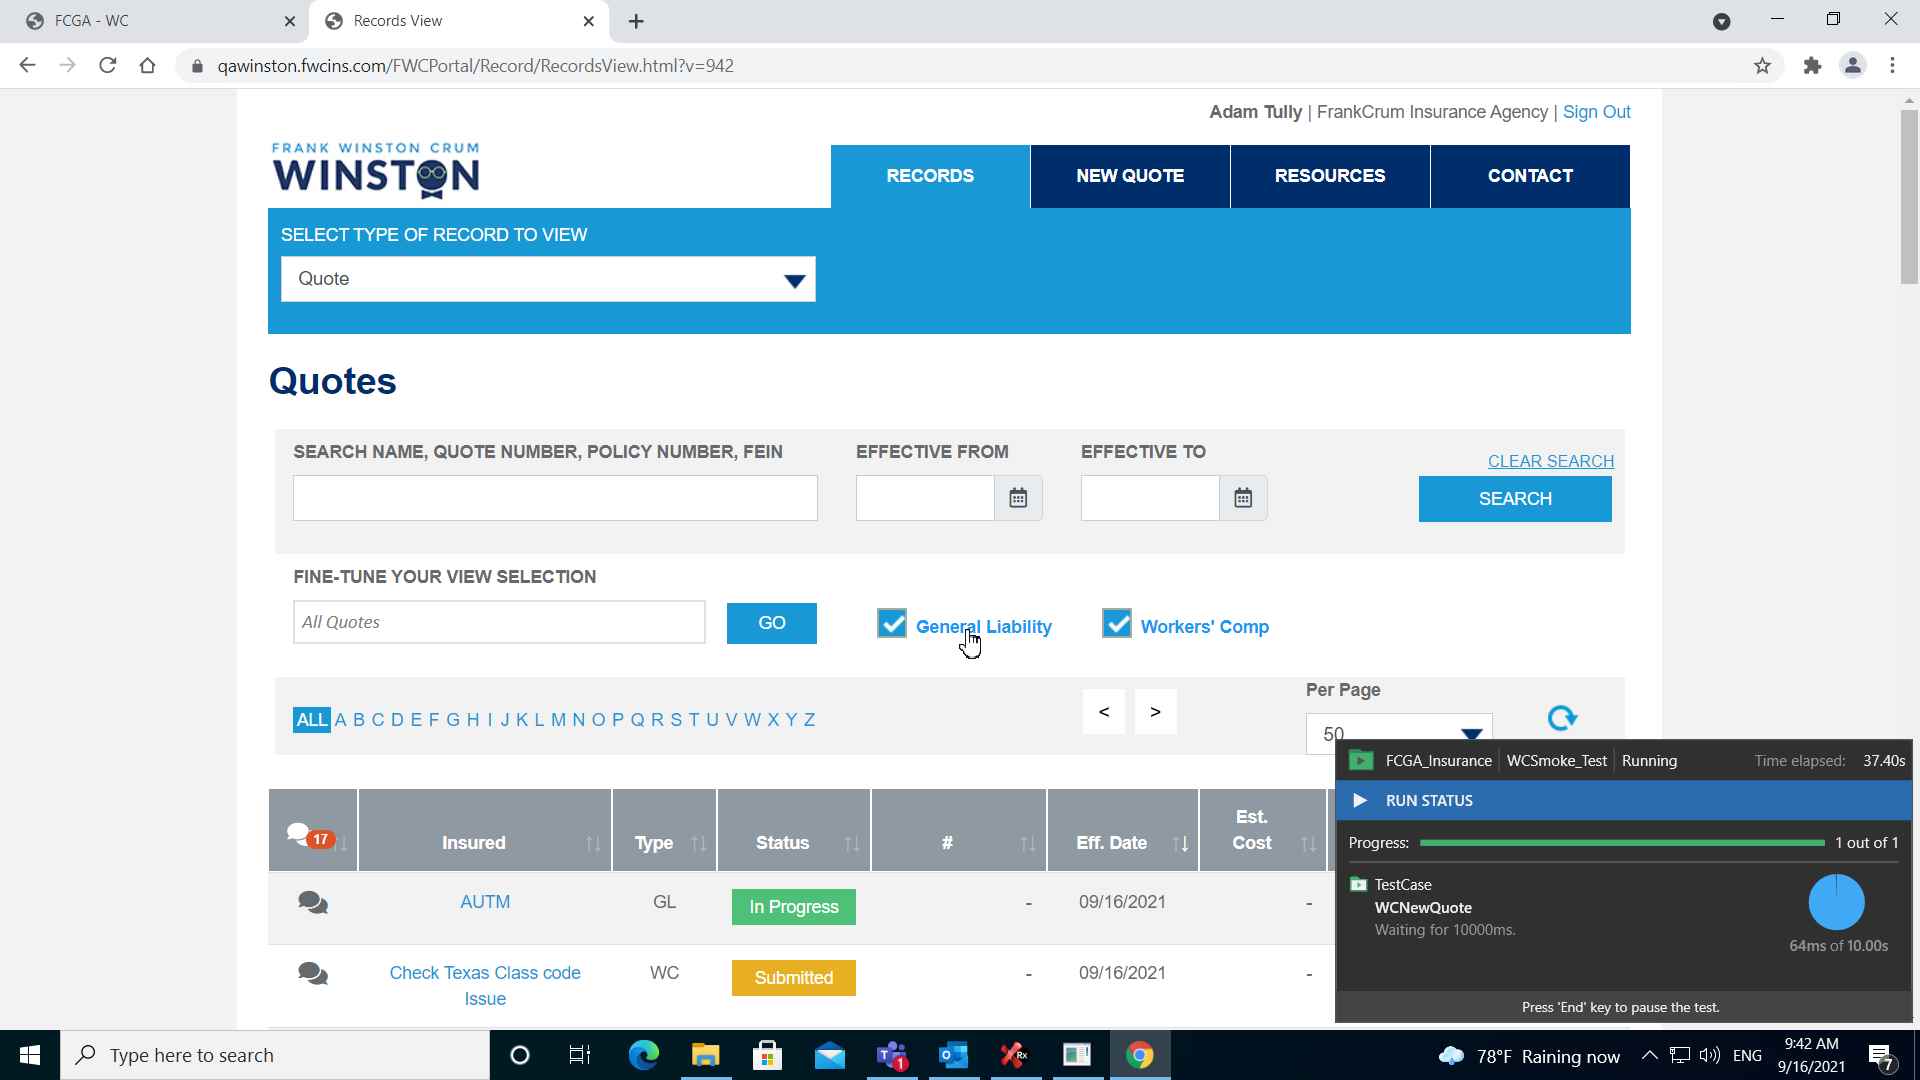 FCGA - WC
Records View
qawinston.fwcins.com/FWCPortal/Record/RecordsView.html?v=942
Adam Tully | FrankCrum Insurance Agency | Sign Out
FRANK WINSTON CRUM
WINSTON
RECORDS
NEW QUOTE
RESOURCES
CONTACT
SELECT TYPE OF RECORD TO VIEW
Quote
Quotes
SEARCH NAME, QUOTE NUMBER, POLICY NUMBER, FEIN
EFFECTIVE FROM
EFFECTIVE TO
CLEAR SEARCH
SEARCH
FINE-TUNE YOUR VIEW SELECTION
All Quotes
GO
General Liability
Workers' Comp
ALL A B C D E F G H I J K L M N O P Q R S T U V W X Y Z
<
>
Per Page
50
17
Insured
Type
Status
#
Eff. Date
Est.
Cost
AUTM
GL
In Progress
-
09/16/2021
-
Check Texas Class code
Issue
WC
Submitted
-
09/16/2021
-
FCGA_Insurance
WCSmoke_Test
Running
Time elapsed: 37.40s
RUN STATUS
Progress:
1 out of 1
TestCase
WCNewQuote
Waiting for 10000ms.
64ms of 10.00s
Press 'End' key to pause the test.
Type here to search
1
78°F Raining now
ENG
9:42 AM
9/16/2021
7